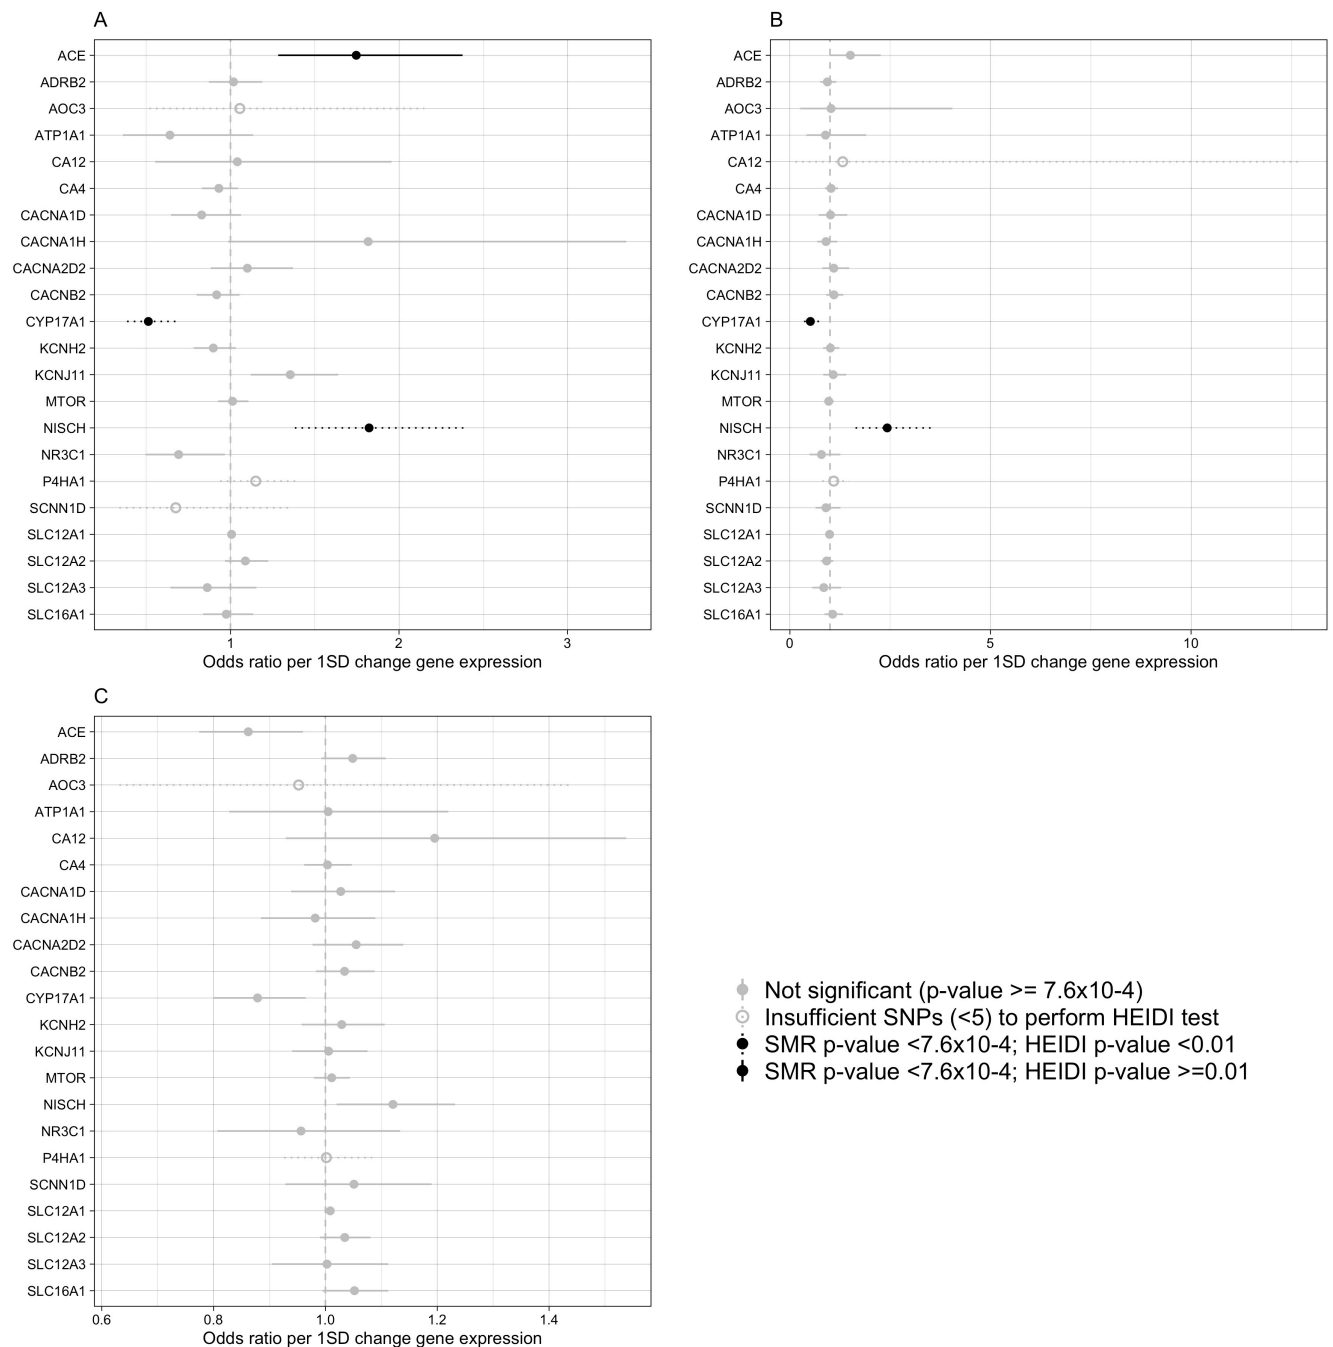 A
ACE
ADRB2
AOC3
ATP1A1
CA12
CA4
CACNA1D
CACNA1H
CACNA2D2
CACNB2
CYP17A1
KCNH2
KCNJ11
MTOR
NISCH
NR3C1
P4HA1
SCNN1D
SLC12A1
SLC12A2
SLC12A3
SLC16A1
1 2 3
Odds ratio per 1SD change gene expression
B
ACE
ADRB2
AOC3
ATP1A1
CA12
CA4
CACNA1D
CACNA1H
CACNA2D2
CACNB2
CYP17A1
KCNH2
KCNJ11
MTOR
NISCH
NR3C1
P4HA1
SCNN1D
SLC12A1
SLC12A2
SLC12A3
SLC16A1
0 5 10
Odds ratio per 1SD change gene expression
C
ACE
ADRB2
AOC3
ATP1A1
CA12
CA4
CACNA1D
CACNA1H
CACNA2D2
CACNB2
CYP17A1
KCNH2
KCNJ11
MTOR
NISCH
NR3C1
P4HA1
SCNN1D
SLC12A1
SLC12A2
SLC12A3
SLC16A1
0.6 0.8 1.0 1.2 1.4
Odds ratio per 1SD change gene expression
Not significant (p-value >= 7.6x10-4)
Insufficient SNPs (<5) to perform HEIDI test
SMR p-value <7.6x10-4; HEIDI p-value <0.01
SMR p-value <7.6x10-4; HEIDI p-value >=0.01